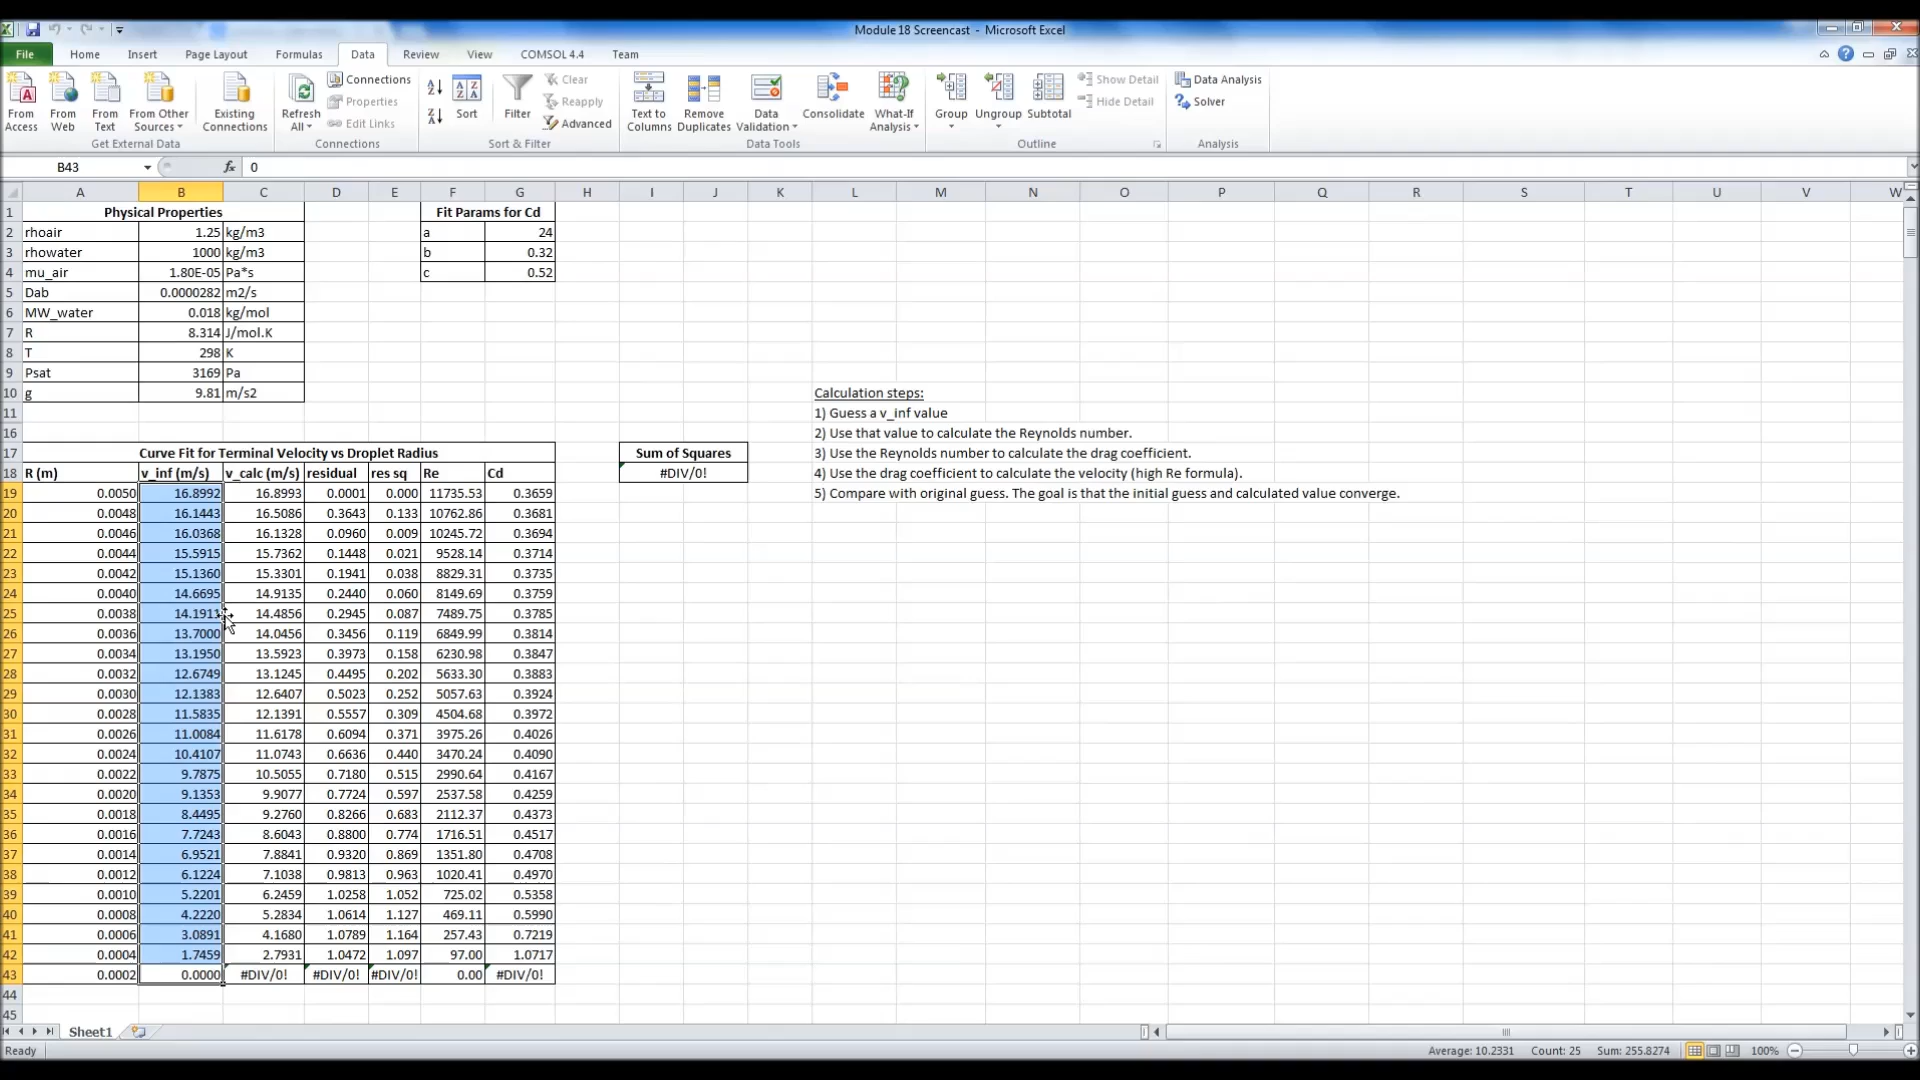 Module 18 Screencast - Microsoft Excel
File Home Insert Page Layout Formulas Data Review View COMSOL 4.4 Team
From Access From Web From Text From Other Sources Existing Connections Refresh All Connections Properties Edit Links Sort Filter Clear Reapply Advanced Text to Columns Remove Duplicates Data Validation Consolidate What-If Analysis Group Ungroup Subtotal Show Detail Hide Detail Data Analysis Solver
Get External Data Connections Sort & Filter Data Tools Outline Analysis
B43 fx 0
A B C D E F G H I J K L M N O P Q R S T U V W
1 Physical Properties Fit Params for Cd
2 rhoair 1.25 kg/m3 a 24
3 rhowater 1000 kg/m3 b 0.32
4 mu_air 1.80E-05 Pa*s c 0.52
5 Dab 0.0000282 m2/s
6 MW_water 0.018 kg/mol
7 R 8.314 J/mol.K
8 T 298 K
9 Psat 3169 Pa
10 g 9.81 m/s2 Calculation steps:
11 1) Guess a v_inf value
16 2) Use that value to calculate the Reynolds number.
17 Curve Fit for Terminal Velocity vs Droplet Radius Sum of Squares 3) Use the Reynolds number to calculate the drag coefficient.
18 R (m) v_inf (m/s) v_calc (m/s) residual res sq Re Cd #DIV/0! 4) Use the drag coefficient to calculate the velocity (high Re formula).
19 0.0050 16.8992 16.8993 0.0001 0.000 11735.53 0.3659 5) Compare with original guess. The goal is that the initial guess and calculated value converge.
20 0.0048 16.1443 16.5086 0.3643 0.133 10762.86 0.3681
21 0.0046 16.0368 16.1328 0.0960 0.009 10245.72 0.3694
22 0.0044 15.5915 15.7362 0.1448 0.021 9528.14 0.3714
23 0.0042 15.1360 15.3301 0.1941 0.038 8829.31 0.3735
24 0.0040 14.6695 14.9135 0.2440 0.060 8149.69 0.3759
25 0.0038 14.1911 14.4856 0.2945 0.087 7489.75 0.3785
26 0.0036 13.7000 14.0456 0.3456 0.119 6849.99 0.3814
27 0.0034 13.1950 13.5923 0.3973 0.158 6230.98 0.3847
28 0.0032 12.6749 13.1245 0.4495 0.202 5633.30 0.3883
29 0.0030 12.1383 12.6407 0.5023 0.252 5057.63 0.3924
30 0.0028 11.5835 12.1391 0.5557 0.309 4504.68 0.3972
31 0.0026 11.0084 11.6178 0.6094 0.371 3975.26 0.4026
32 0.0024 10.4107 11.0743 0.6636 0.440 3470.24 0.4090
33 0.0022 9.7875 10.5055 0.7180 0.515 2990.64 0.4167
34 0.0020 9.1353 9.9077 0.7724 0.597 2537.58 0.4259
35 0.0018 8.4495 9.2760 0.8266 0.683 2112.37 0.4373
36 0.0016 7.7243 8.6043 0.8800 0.774 1716.51 0.4517
37 0.0014 6.9521 7.8841 0.9320 0.869 1351.80 0.4708
38 0.0012 6.1224 7.1038 0.9813 0.963 1020.41 0.4970
39 0.0010 5.2201 6.2459 1.0258 1.052 725.02 0.5358
40 0.0008 4.2220 5.2834 1.0614 1.127 469.11 0.5990
41 0.0006 3.0891 4.1680 1.0789 1.164 257.43 0.7219
42 0.0004 1.7459 2.7931 1.0472 1.097 97.00 1.0717
43 0.0002 0.0000 #DIV/0! #DIV/0! #DIV/0! 0.00 #DIV/0!
44
45
Sheet1
Ready Average: 10.2331 Count: 25 Sum: 255.8274 100%